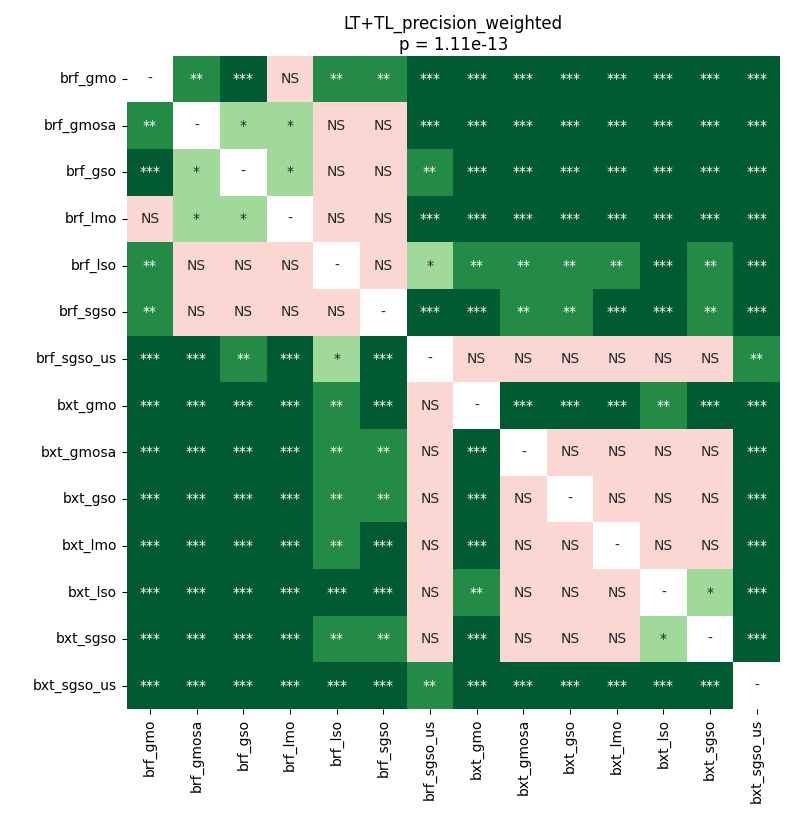 LT+TL_precision_weighted
p = 1.11e-13
brf_gmo - ** *** NS ** ** *** *** *** *** *** *** *** ***
brf_gmosa ** - * * NS NS *** *** *** *** *** *** *** ***
brf_gso *** * - * NS NS ** *** *** *** *** *** *** ***
brf_lmo NS * * - NS NS *** *** *** *** *** *** *** ***
brf_lso ** NS NS NS - NS * ** ** ** ** *** ** ***
brf_sgso ** NS NS NS NS - *** *** ** ** *** *** ** ***
brf_sgso_us *** *** ** *** * *** - NS NS NS NS NS NS **
bxt_gmo *** *** *** *** ** *** NS - *** *** *** ** *** ***
bxt_gmosa *** *** *** *** ** ** NS *** - NS NS NS NS ***
bxt_gso *** *** *** *** ** ** NS *** NS - NS NS NS ***
bxt_lmo *** *** *** *** ** *** NS *** NS NS - NS NS ***
bxt_lso *** *** *** *** *** *** NS ** NS NS NS - * ***
bxt_sgso *** *** *** *** ** ** NS *** NS NS NS * - ***
bxt_sgso_us *** *** *** *** *** *** ** *** *** *** *** *** *** -
brf_gmo brf_gmosa brf_gso brf_lmo brf_lso brf_sgso brf_sgso_us bxt_gmo bxt_gmosa bxt_gso bxt_lmo bxt_lso bxt_sgso bxt_sgso_us